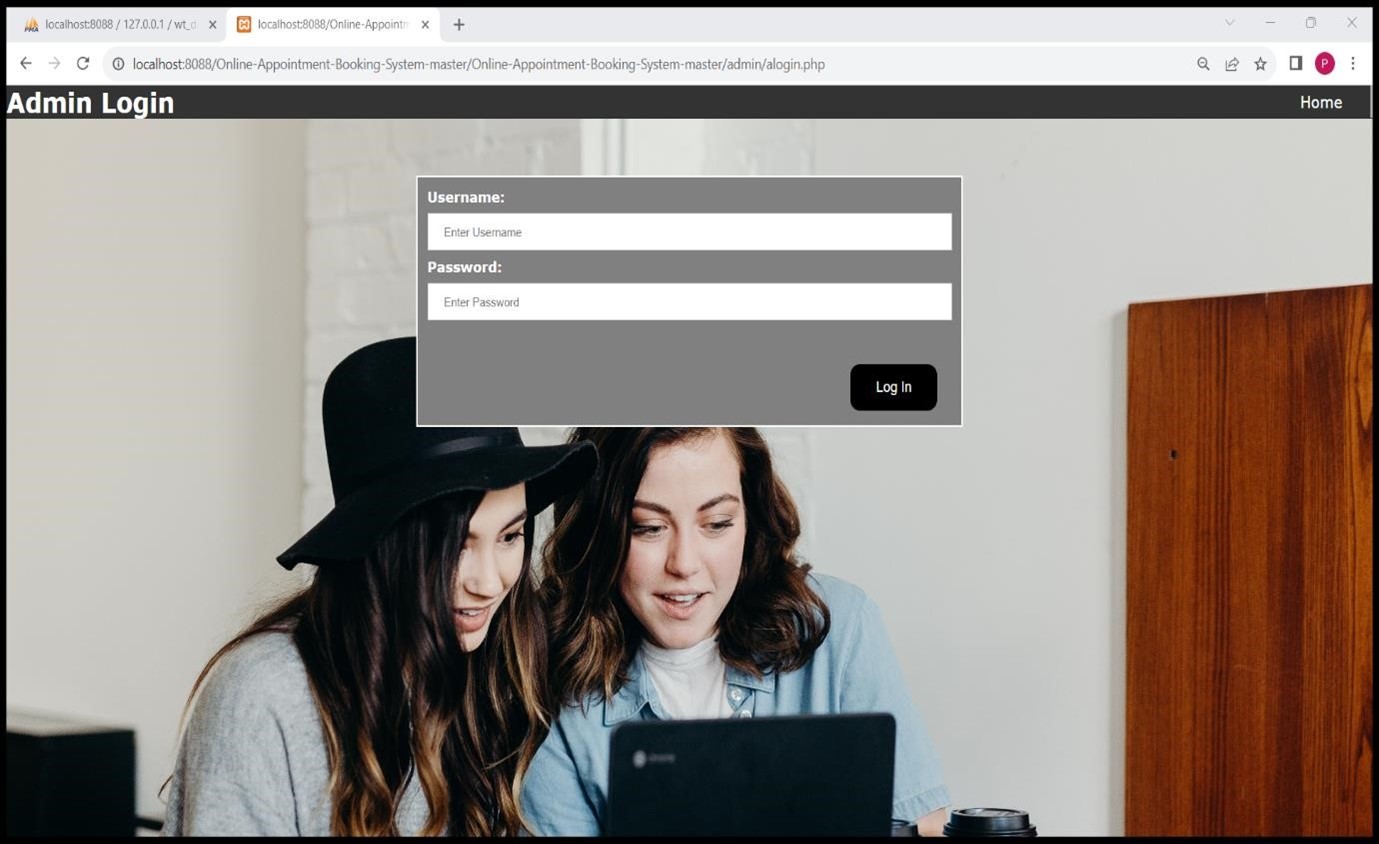 localhost:8088 / 127.0.0.1 / wt_d
localhost:8088/Online-Appointm
localhost:8088/Online-Appointment-Booking-System-master/Online-Appointment-Booking-System-master/admin/alogin.php
P
Admin Login
Home
Username:
Enter Username
Password:
Enter Password
Log In